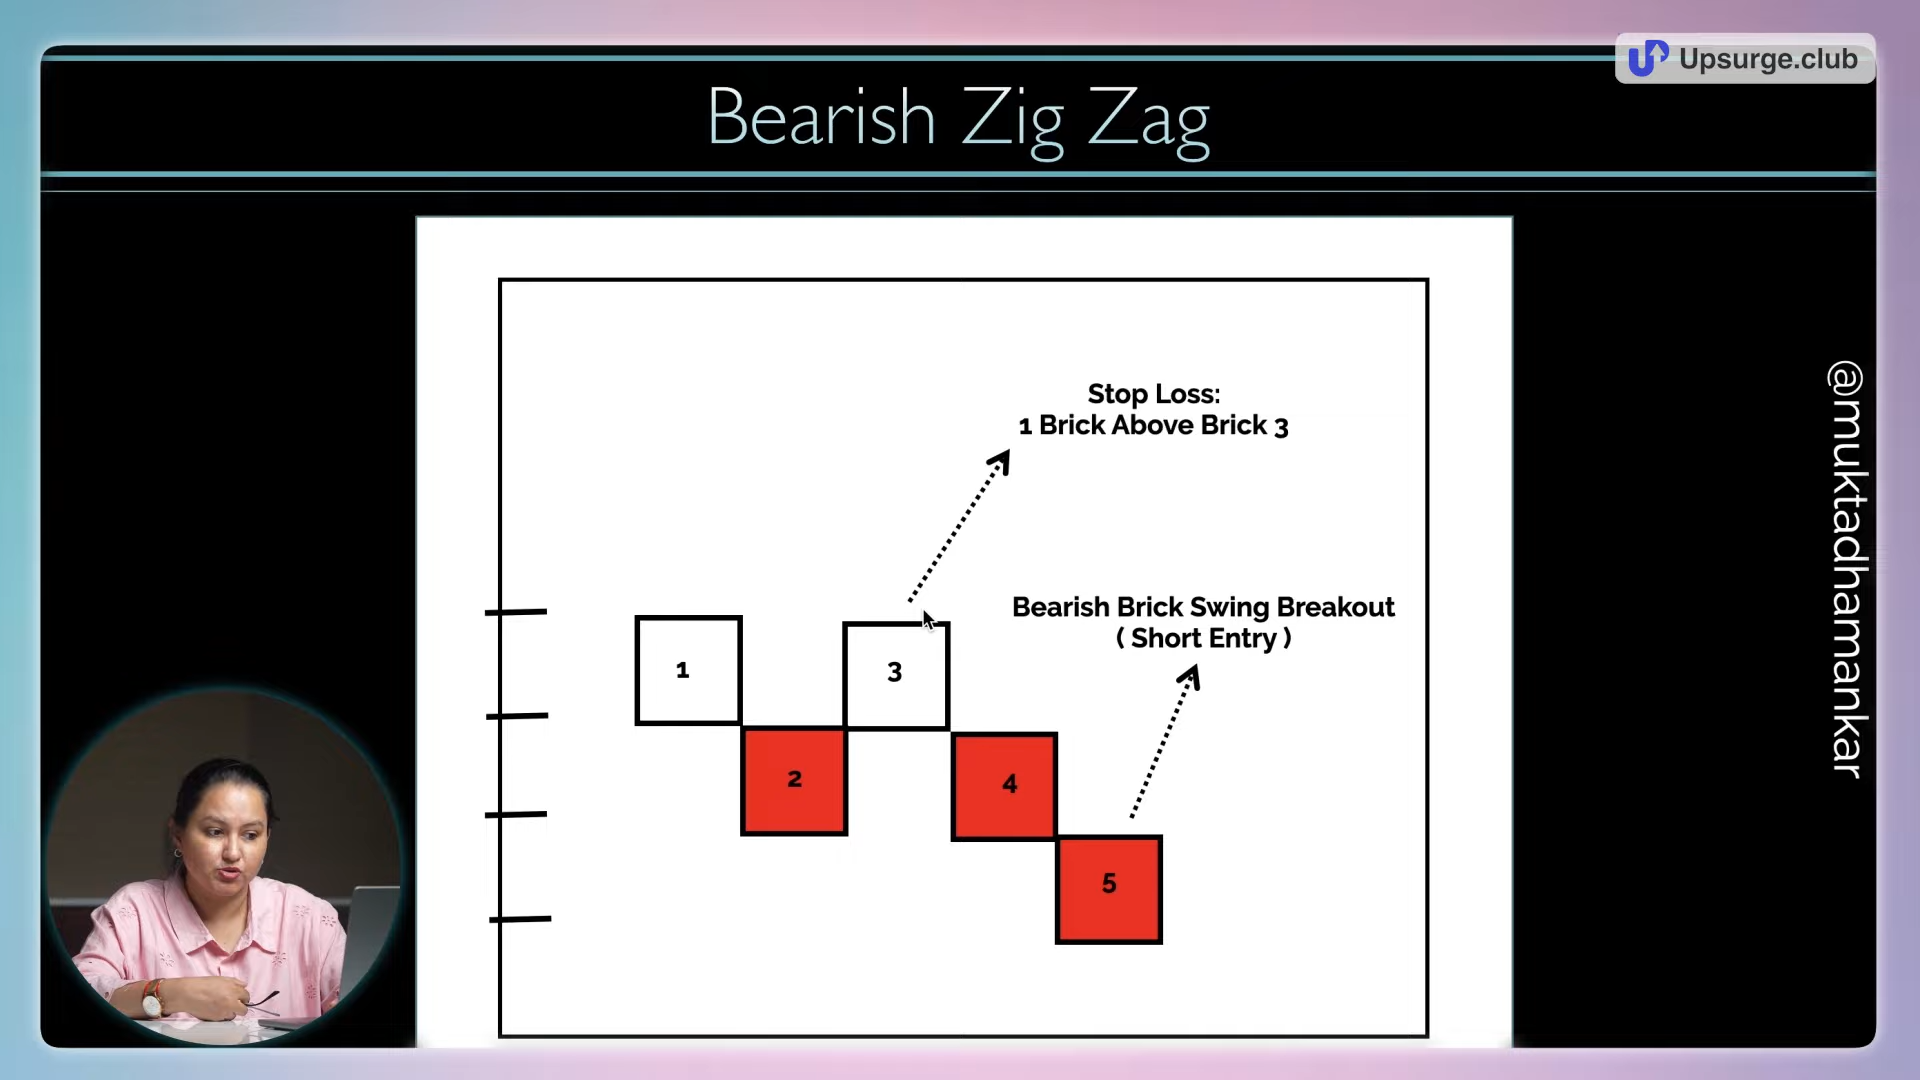 Upsurge.club
Bearish Zig Zag
Stop Loss:
1 Brick Above Brick 3
Bearish Brick Swing Breakout
( Short Entry )
1
3
2
4
5
@muktadhamankar